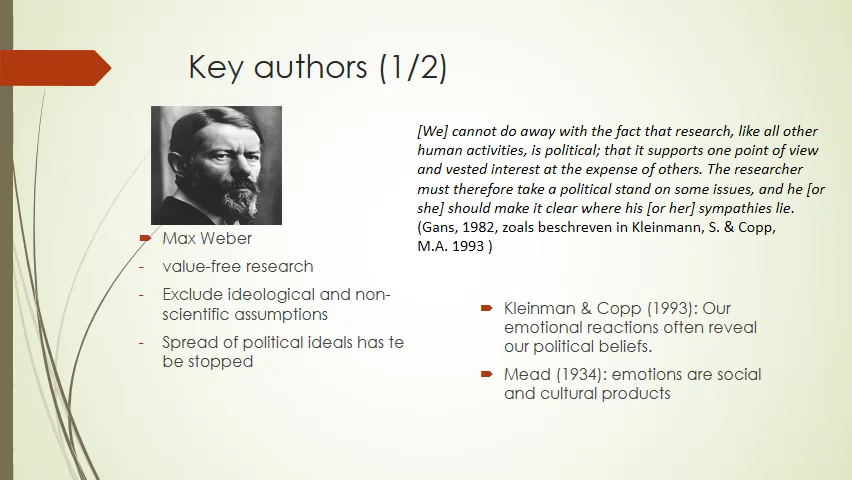 Key authors (1/2)
Max Weber
- value-free research
- Exclude ideological and non-
scientific assumptions
- Spread of political ideals has te
be stopped
[We] cannot do away with the fact that research, like all other
human activities, is political; that it supports one point of view
and vested interest at the expense of others. The researcher
must therefore take a political stand on some issues, and he [or
she] should make it clear where his [or her] sympathies lie.
(Gans, 1982, zoals beschreven in Kleinmann, S. & Copp,
M.A. 1993 )
Kleinman & Copp (1993): Our
emotional reactions often reveal
our political beliefs.
Mead (1934): emotions are social
and cultural products